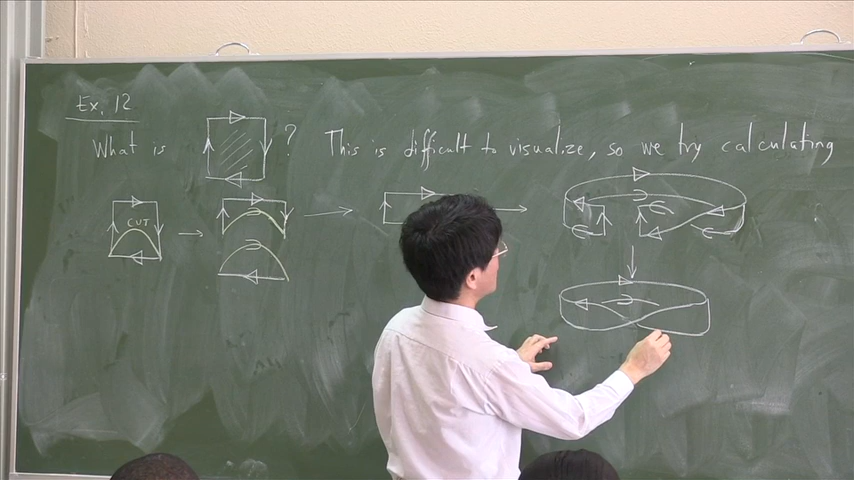 Ex. 12
What is ? This is difficult to visualize, so we try calculating
CUT